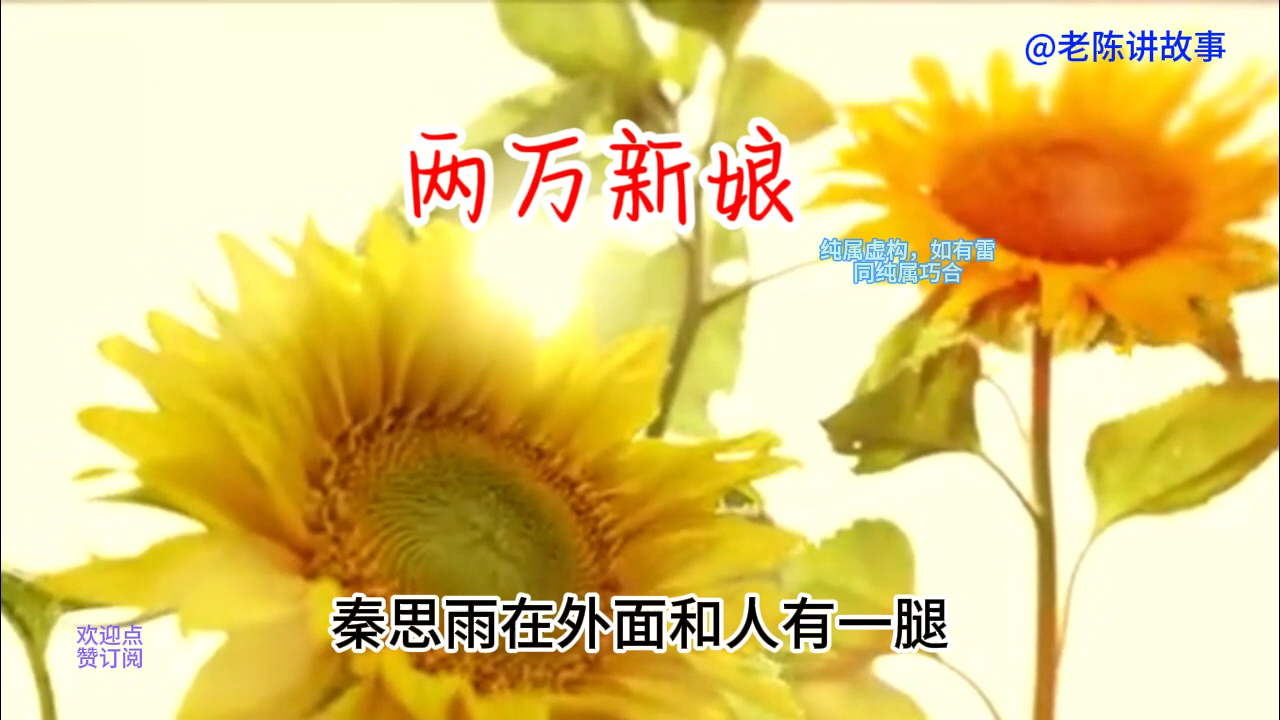 @老陈讲故事
两万新娘
纯属虚构，如有雷
同纯属巧合
秦思雨在外面和人有一腿
欢迎点
赞订阅